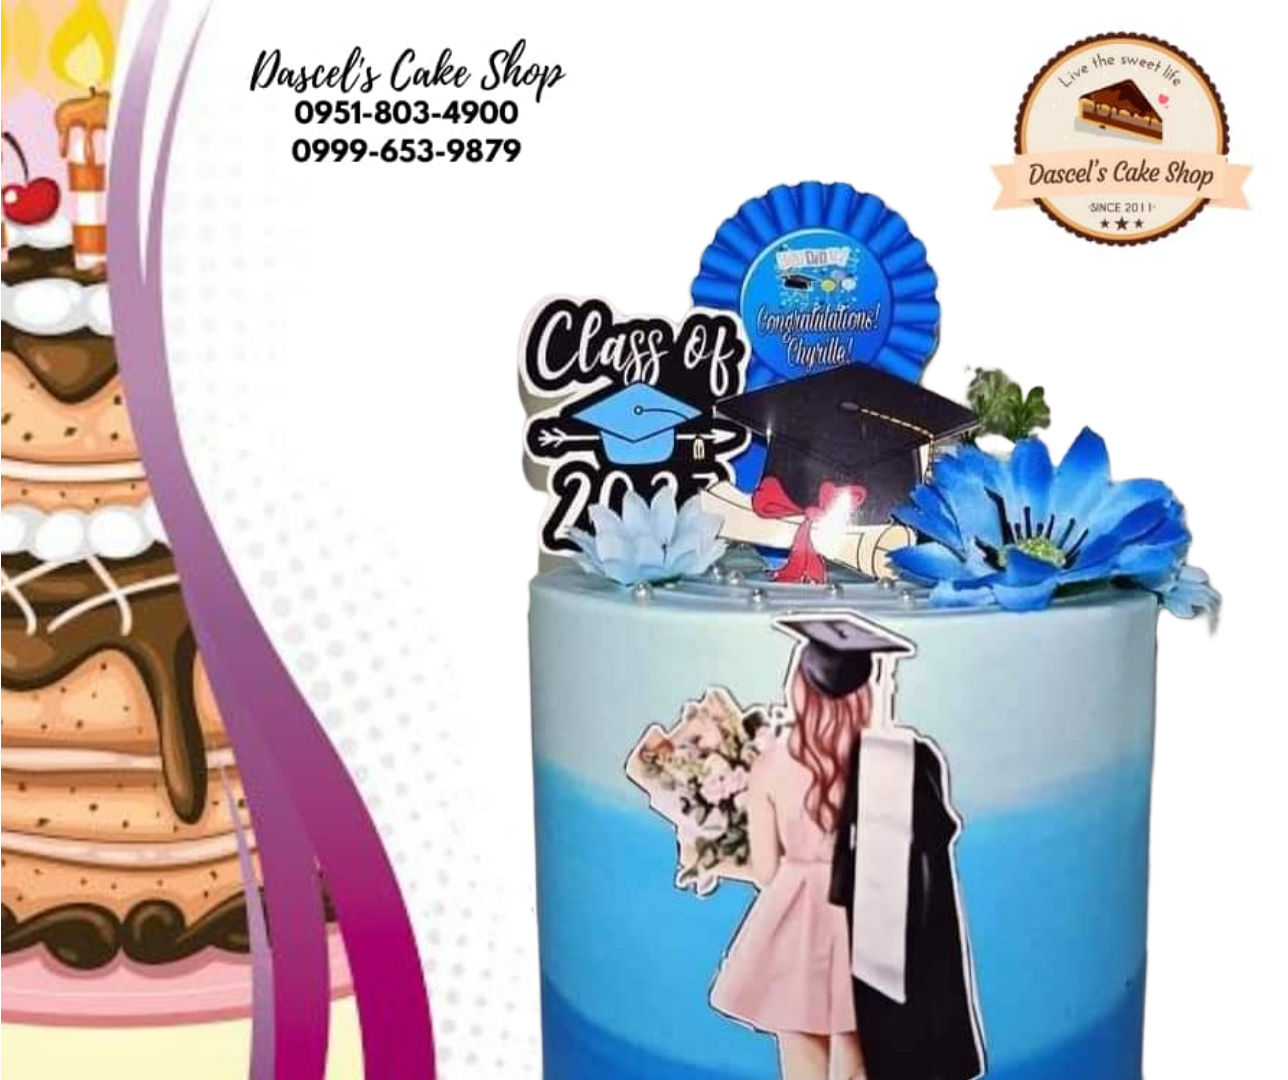 Dascel's Cake Shop
0951-803-4900
0999-653-9879
Live the sweet life
Dascel's Cake Shop
·SINCE 2011·
Congratulations!
Chyrille!
Class of